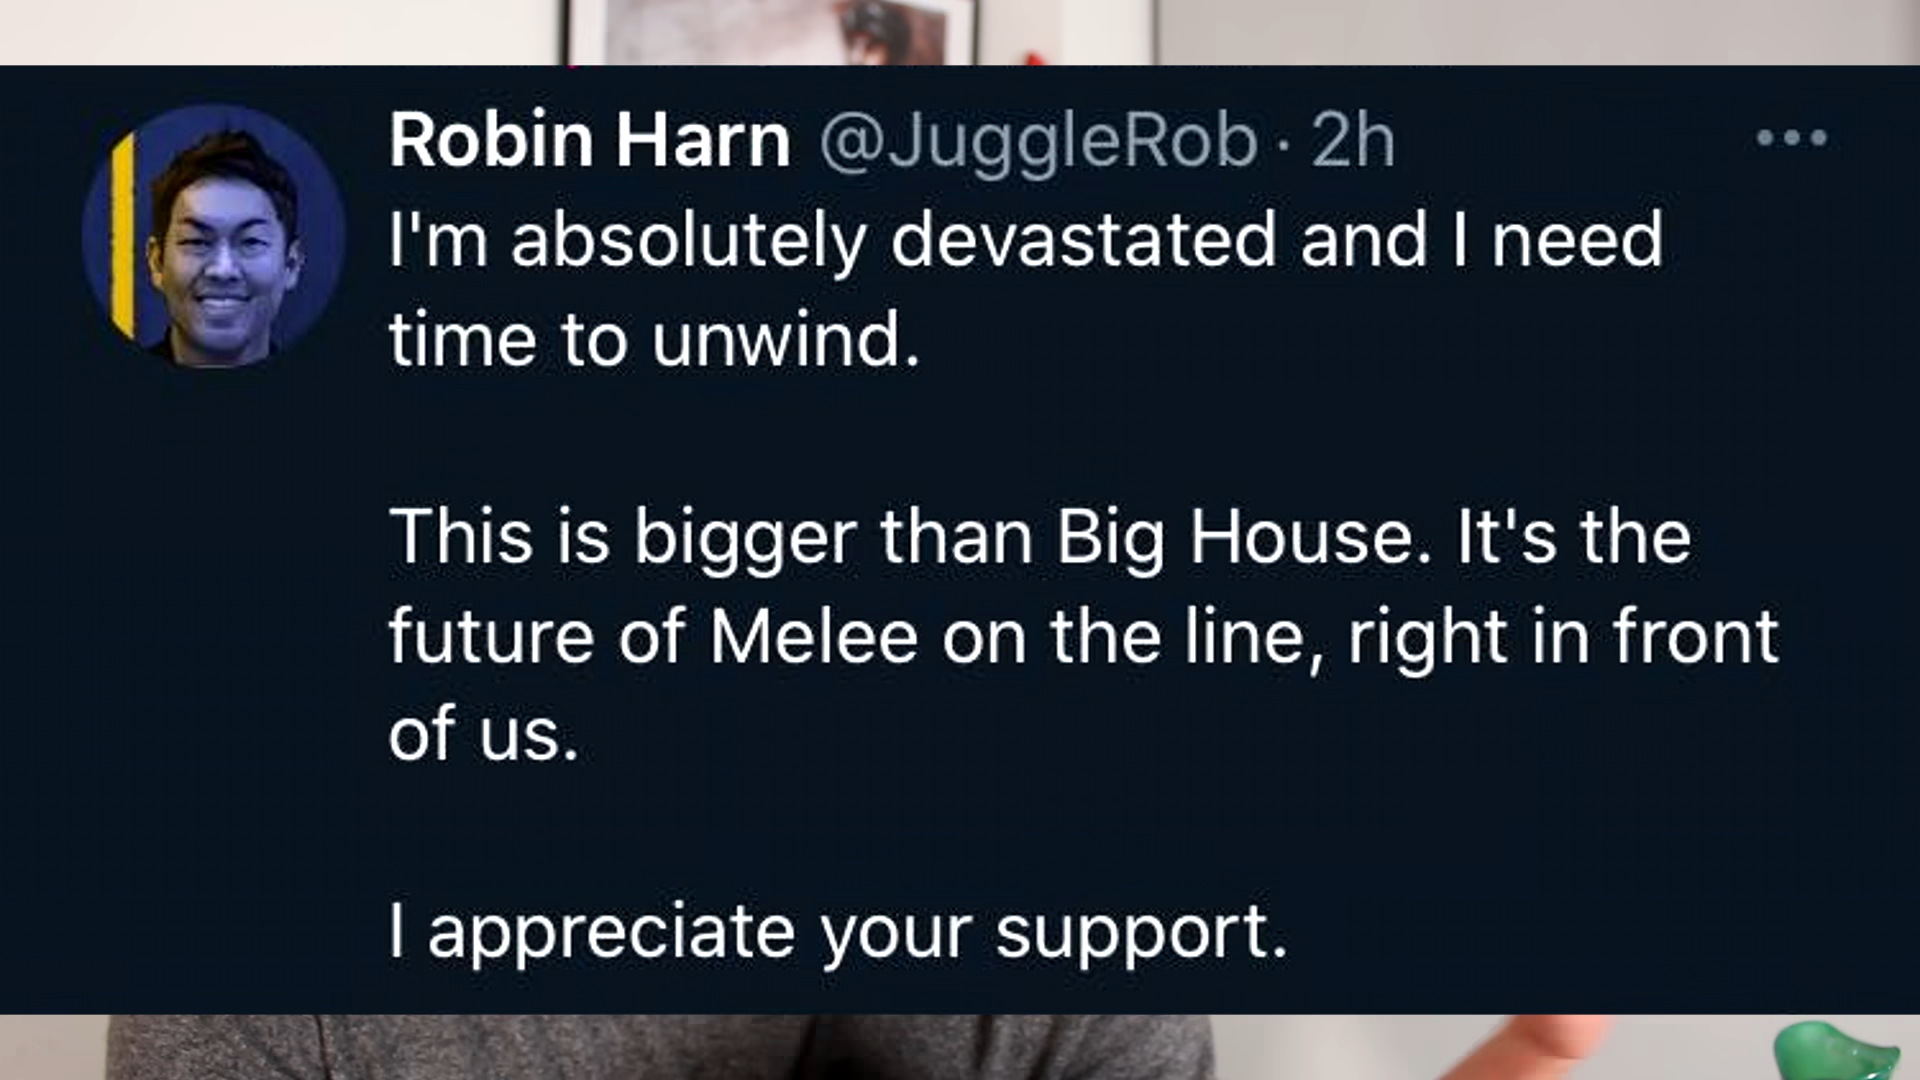 Robin Harn @JuggleRob · 2h
I'm absolutely devastated and I need
time to unwind.
This is bigger than Big House. It's the
future of Melee on the line, right in front
of us.
I appreciate your support.